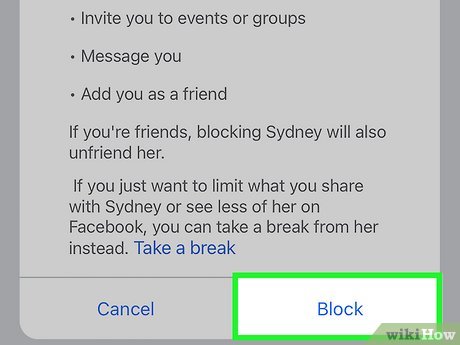 • Invite you to events or groups
• Message you
• Add you as a friend
If you're friends, blocking Sydney will also
unfriend her.
If you just want to limit what you share
with Sydney or see less of her on
Facebook, you can take a break from her
instead. Take a break
Cancel Block
wikiHow